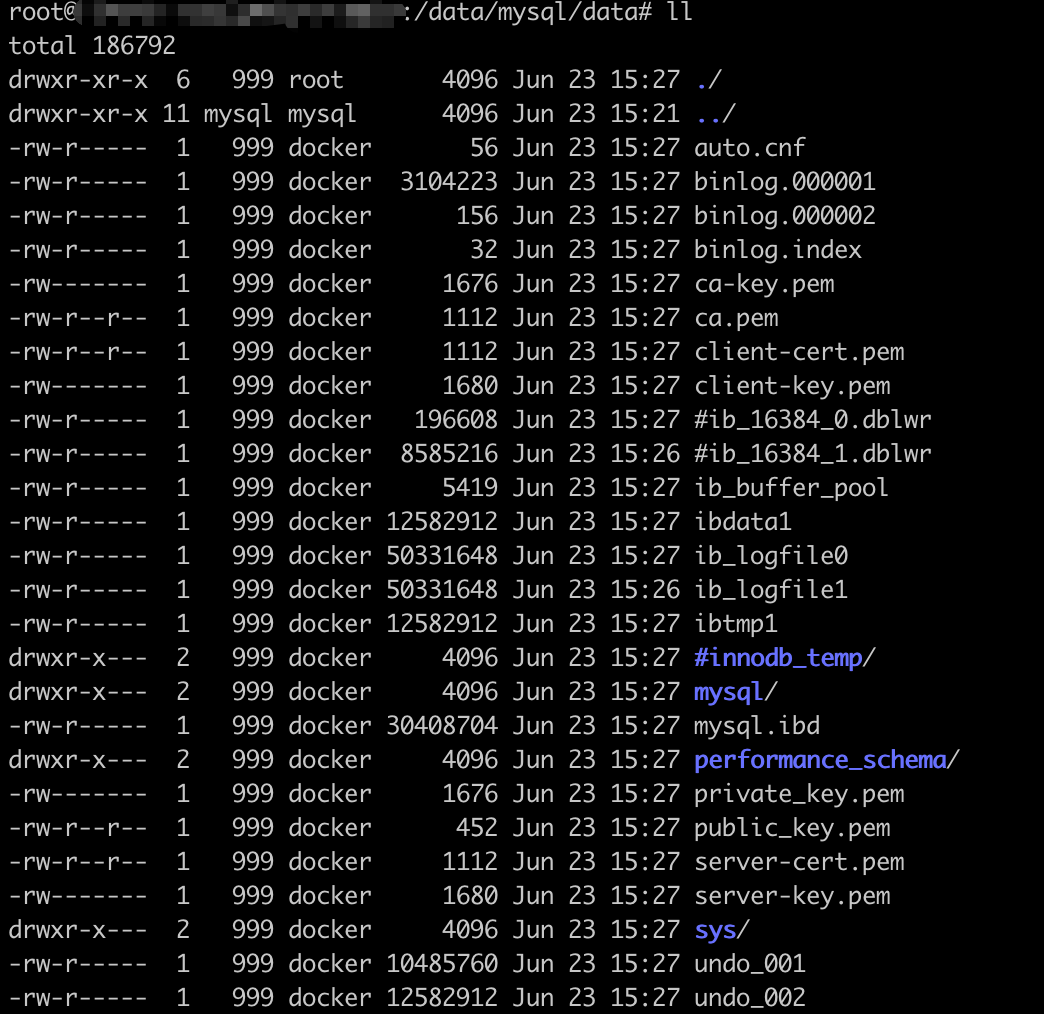 root@:/data/mysql/data# ll
total 186792
drwxr-xr-x  6   999 root       4096 Jun 23 15:27 ./
drwxr-xr-x 11 mysql mysql      4096 Jun 23 15:21 ../
-rw-r-----  1   999 docker       56 Jun 23 15:27 auto.cnf
-rw-r-----  1   999 docker  3104223 Jun 23 15:27 binlog.000001
-rw-r-----  1   999 docker      156 Jun 23 15:27 binlog.000002
-rw-r-----  1   999 docker       32 Jun 23 15:27 binlog.index
-rw-------  1   999 docker     1676 Jun 23 15:27 ca-key.pem
-rw-r--r--  1   999 docker     1112 Jun 23 15:27 ca.pem
-rw-r--r--  1   999 docker     1112 Jun 23 15:27 client-cert.pem
-rw-------  1   999 docker     1680 Jun 23 15:27 client-key.pem
-rw-r-----  1   999 docker   196608 Jun 23 15:27 #ib_16384_0.dblwr
-rw-r-----  1   999 docker  8585216 Jun 23 15:26 #ib_16384_1.dblwr
-rw-r-----  1   999 docker     5419 Jun 23 15:27 ib_buffer_pool
-rw-r-----  1   999 docker 12582912 Jun 23 15:27 ibdata1
-rw-r-----  1   999 docker 50331648 Jun 23 15:27 ib_logfile0
-rw-r-----  1   999 docker 50331648 Jun 23 15:26 ib_logfile1
-rw-r-----  1   999 docker 12582912 Jun 23 15:27 ibtmp1
drwxr-x---  2   999 docker     4096 Jun 23 15:27 #innodb_temp/
drwxr-x---  2   999 docker     4096 Jun 23 15:27 mysql/
-rw-r-----  1   999 docker 30408704 Jun 23 15:27 mysql.ibd
drwxr-x---  2   999 docker     4096 Jun 23 15:27 performance_schema/
-rw-------  1   999 docker     1676 Jun 23 15:27 private_key.pem
-rw-r--r--  1   999 docker      452 Jun 23 15:27 public_key.pem
-rw-r--r--  1   999 docker     1112 Jun 23 15:27 server-cert.pem
-rw-------  1   999 docker     1680 Jun 23 15:27 server-key.pem
drwxr-x---  2   999 docker     4096 Jun 23 15:27 sys/
-rw-r-----  1   999 docker 10485760 Jun 23 15:27 undo_001
-rw-r-----  1   999 docker 12582912 Jun 23 15:27 undo_002